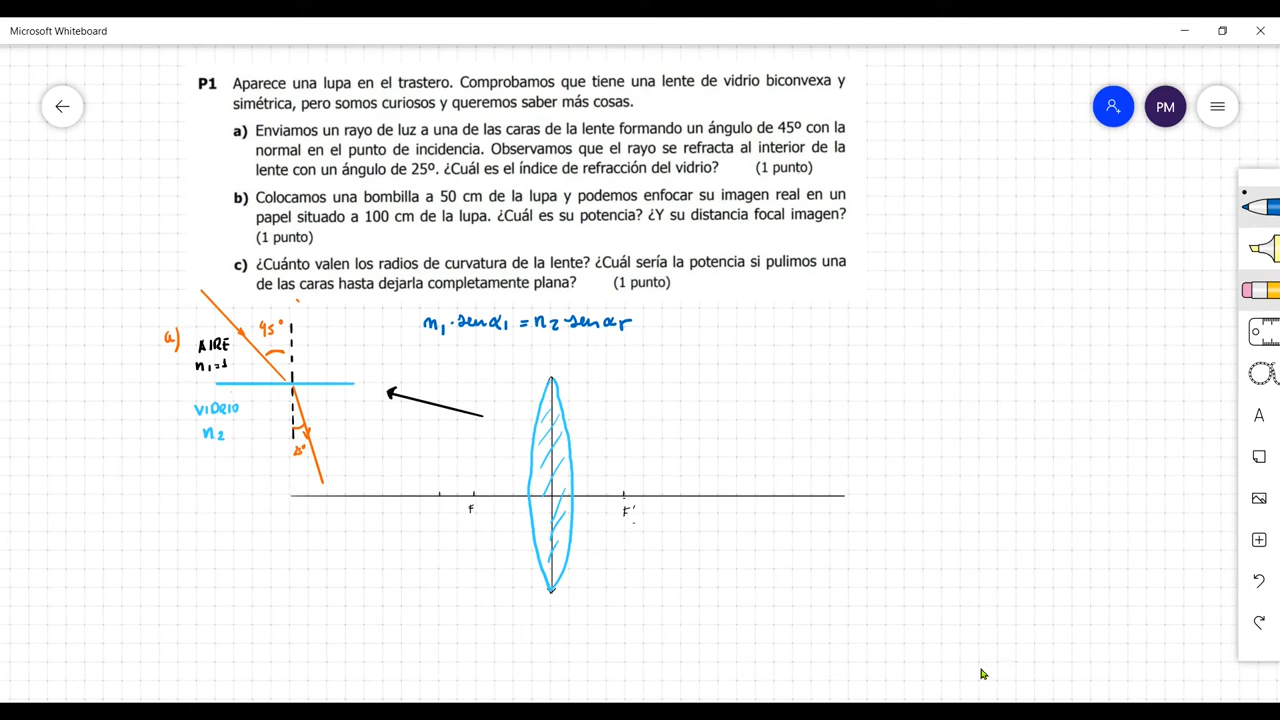 Microsoft Whiteboard
P1 Aparece una lupa en el trastero. Comprobamos que tiene una lente de vidrio biconvexa y
simétrica, pero somos curiosos y queremos saber más cosas.
a) Enviamos un rayo de luz a una de las caras de la lente formando un ángulo de 45º con la
normal en el punto de incidencia. Observamos que el rayo se refracta al interior de la
lente con un ángulo de 25º. ¿Cuál es el índice de refracción del vidrio? (1 punto)
b) Colocamos una bombilla a 50 cm de la lupa y podemos enfocar su imagen real en un
papel situado a 100 cm de la lupa. ¿Cuál es su potencia? ¿Y su distancia focal imagen?
(1 punto)
c) ¿Cuánto valen los radios de curvatura de la lente? ¿Cuál sería la potencia si pulimos una
de las caras hasta dejarla completamente plana? (1 punto)
PM
a)
45°
AIRE
n1=1
VIDRIO
n2
25°
n1 · sen α1 = n2 · sen αr
F
F'
A